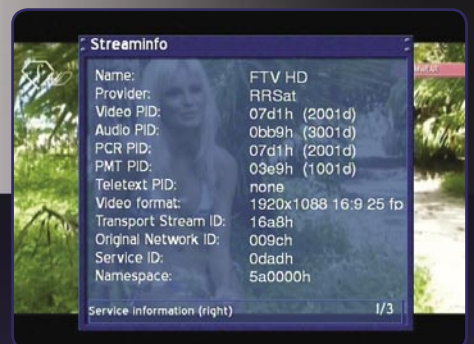 Streaminfo
Name: FTV HD
Provider: RRSat
Video PID: 07d1h (2001d)
Audio PID: 0bb9h (3001d)
PCR PID: 07d1h (2001d)
PMT PID: 03e9h (1001d)
Teletext PID: none
Video format: 1920x1088 16:9 25 fp
Transport Stream ID: 16a8h
Original Network ID: 009ch
Service ID: 0dadh
Namespace: 5a0000h
Service information (right) 1/3